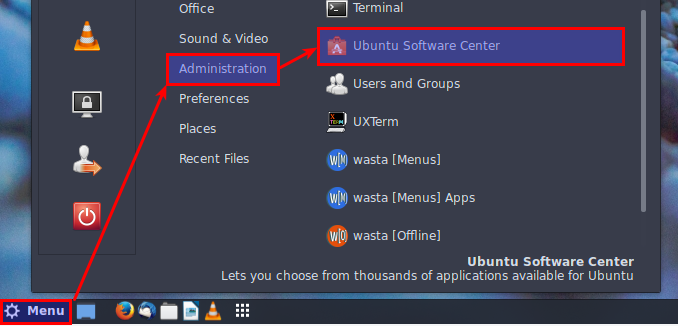 Office
Sound & Video
Administration
Preferences
Places
Recent Files
Terminal
Ubuntu Software Center
Users and Groups
X
TERM
UXTerm
W[M
wasta [Menus]
W[M
wasta [Menus] Apps
W[O
wasta [Offline]
Ubuntu Software Center
Lets you choose from thousands of applications available for Ubuntu
Menu